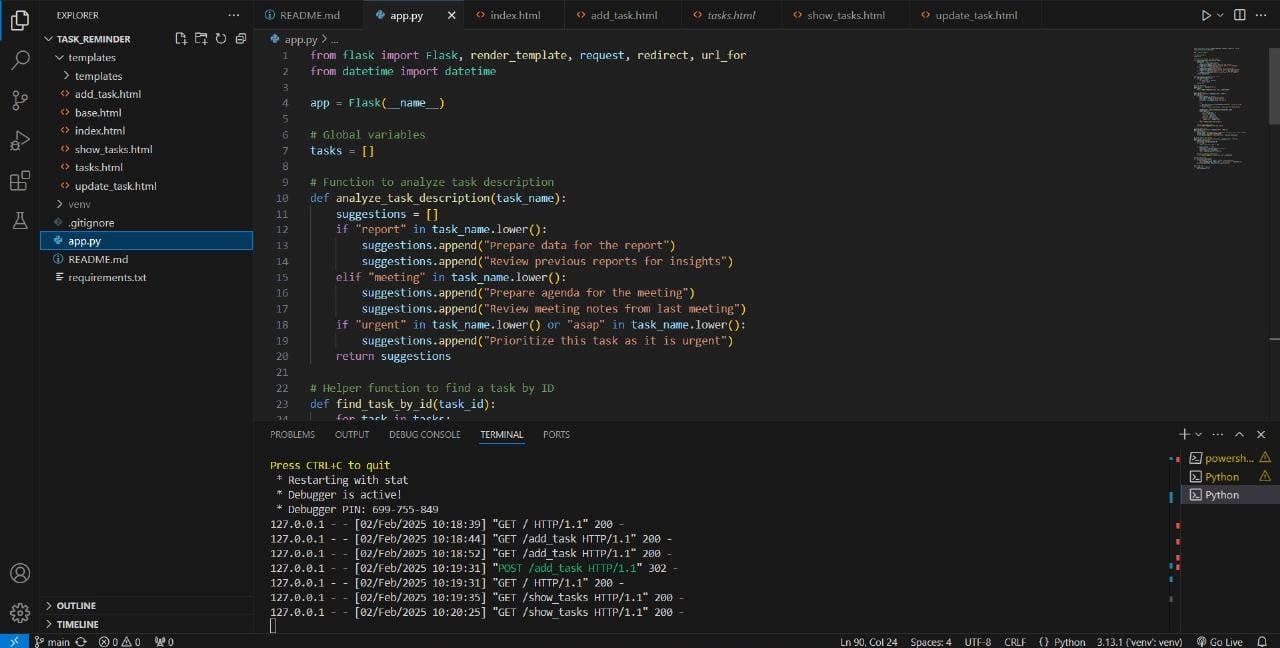 EXPLORER
TASK_REMINDER
templates
templates
add_task.html
base.html
index.html
show_tasks.html
tasks.html
update_task.html
venv
.gitignore
app.py
README.md
requirements.txt
OUTLINE
TIMELINE
README.md app.py index.html add_task.html tasks.html show_tasks.html update_task.html
app.py > ...
1 from flask import Flask, render_template, request, redirect, url_for
2 from datetime import datetime
3
4 app = Flask(__name__)
5
6 # Global variables
7 tasks = []
8
9 # Function to analyze task description
10 def analyze_task_description(task_name):
11 suggestions = []
12 if "report" in task_name.lower():
13 suggestions.append("Prepare data for the report")
14 suggestions.append("Review previous reports for insights")
15 elif "meeting" in task_name.lower():
16 suggestions.append("Prepare agenda for the meeting")
17 suggestions.append("Review meeting notes from last meeting")
18 if "urgent" in task_name.lower() or "asap" in task_name.lower():
19 suggestions.append("Prioritize this task as it is urgent")
20 return suggestions
21
22 # Helper function to find a task by ID
23 def find_task_by_id(task_id):
24 for task in tasks:
PROBLEMS OUTPUT DEBUG CONSOLE TERMINAL PORTS
Press CTRL+C to quit
* Restarting with stat
* Debugger is active!
* Debugger PIN: 699-755-849
127.0.0.1 - - [02/Feb/2025 10:18:39] "GET / HTTP/1.1" 200 -
127.0.0.1 - - [02/Feb/2025 10:18:44] "GET /add_task HTTP/1.1" 200 -
127.0.0.1 - - [02/Feb/2025 10:18:52] "GET /add_task HTTP/1.1" 200 -
127.0.0.1 - - [02/Feb/2025 10:19:31] "POST /add_task HTTP/1.1" 302 -
127.0.0.1 - - [02/Feb/2025 10:19:31] "GET / HTTP/1.1" 200 -
127.0.0.1 - - [02/Feb/2025 10:19:35] "GET /show_tasks HTTP/1.1" 200 -
127.0.0.1 - - [02/Feb/2025 10:20:25] "GET /show_tasks HTTP/1.1" 200 -
powersh...
Python
Python
main 0 0 0 Ln 90, Col 24 Spaces: 4 UTF-8 CRLF {} Python 3.13.1 ('venv': venv) Go Live